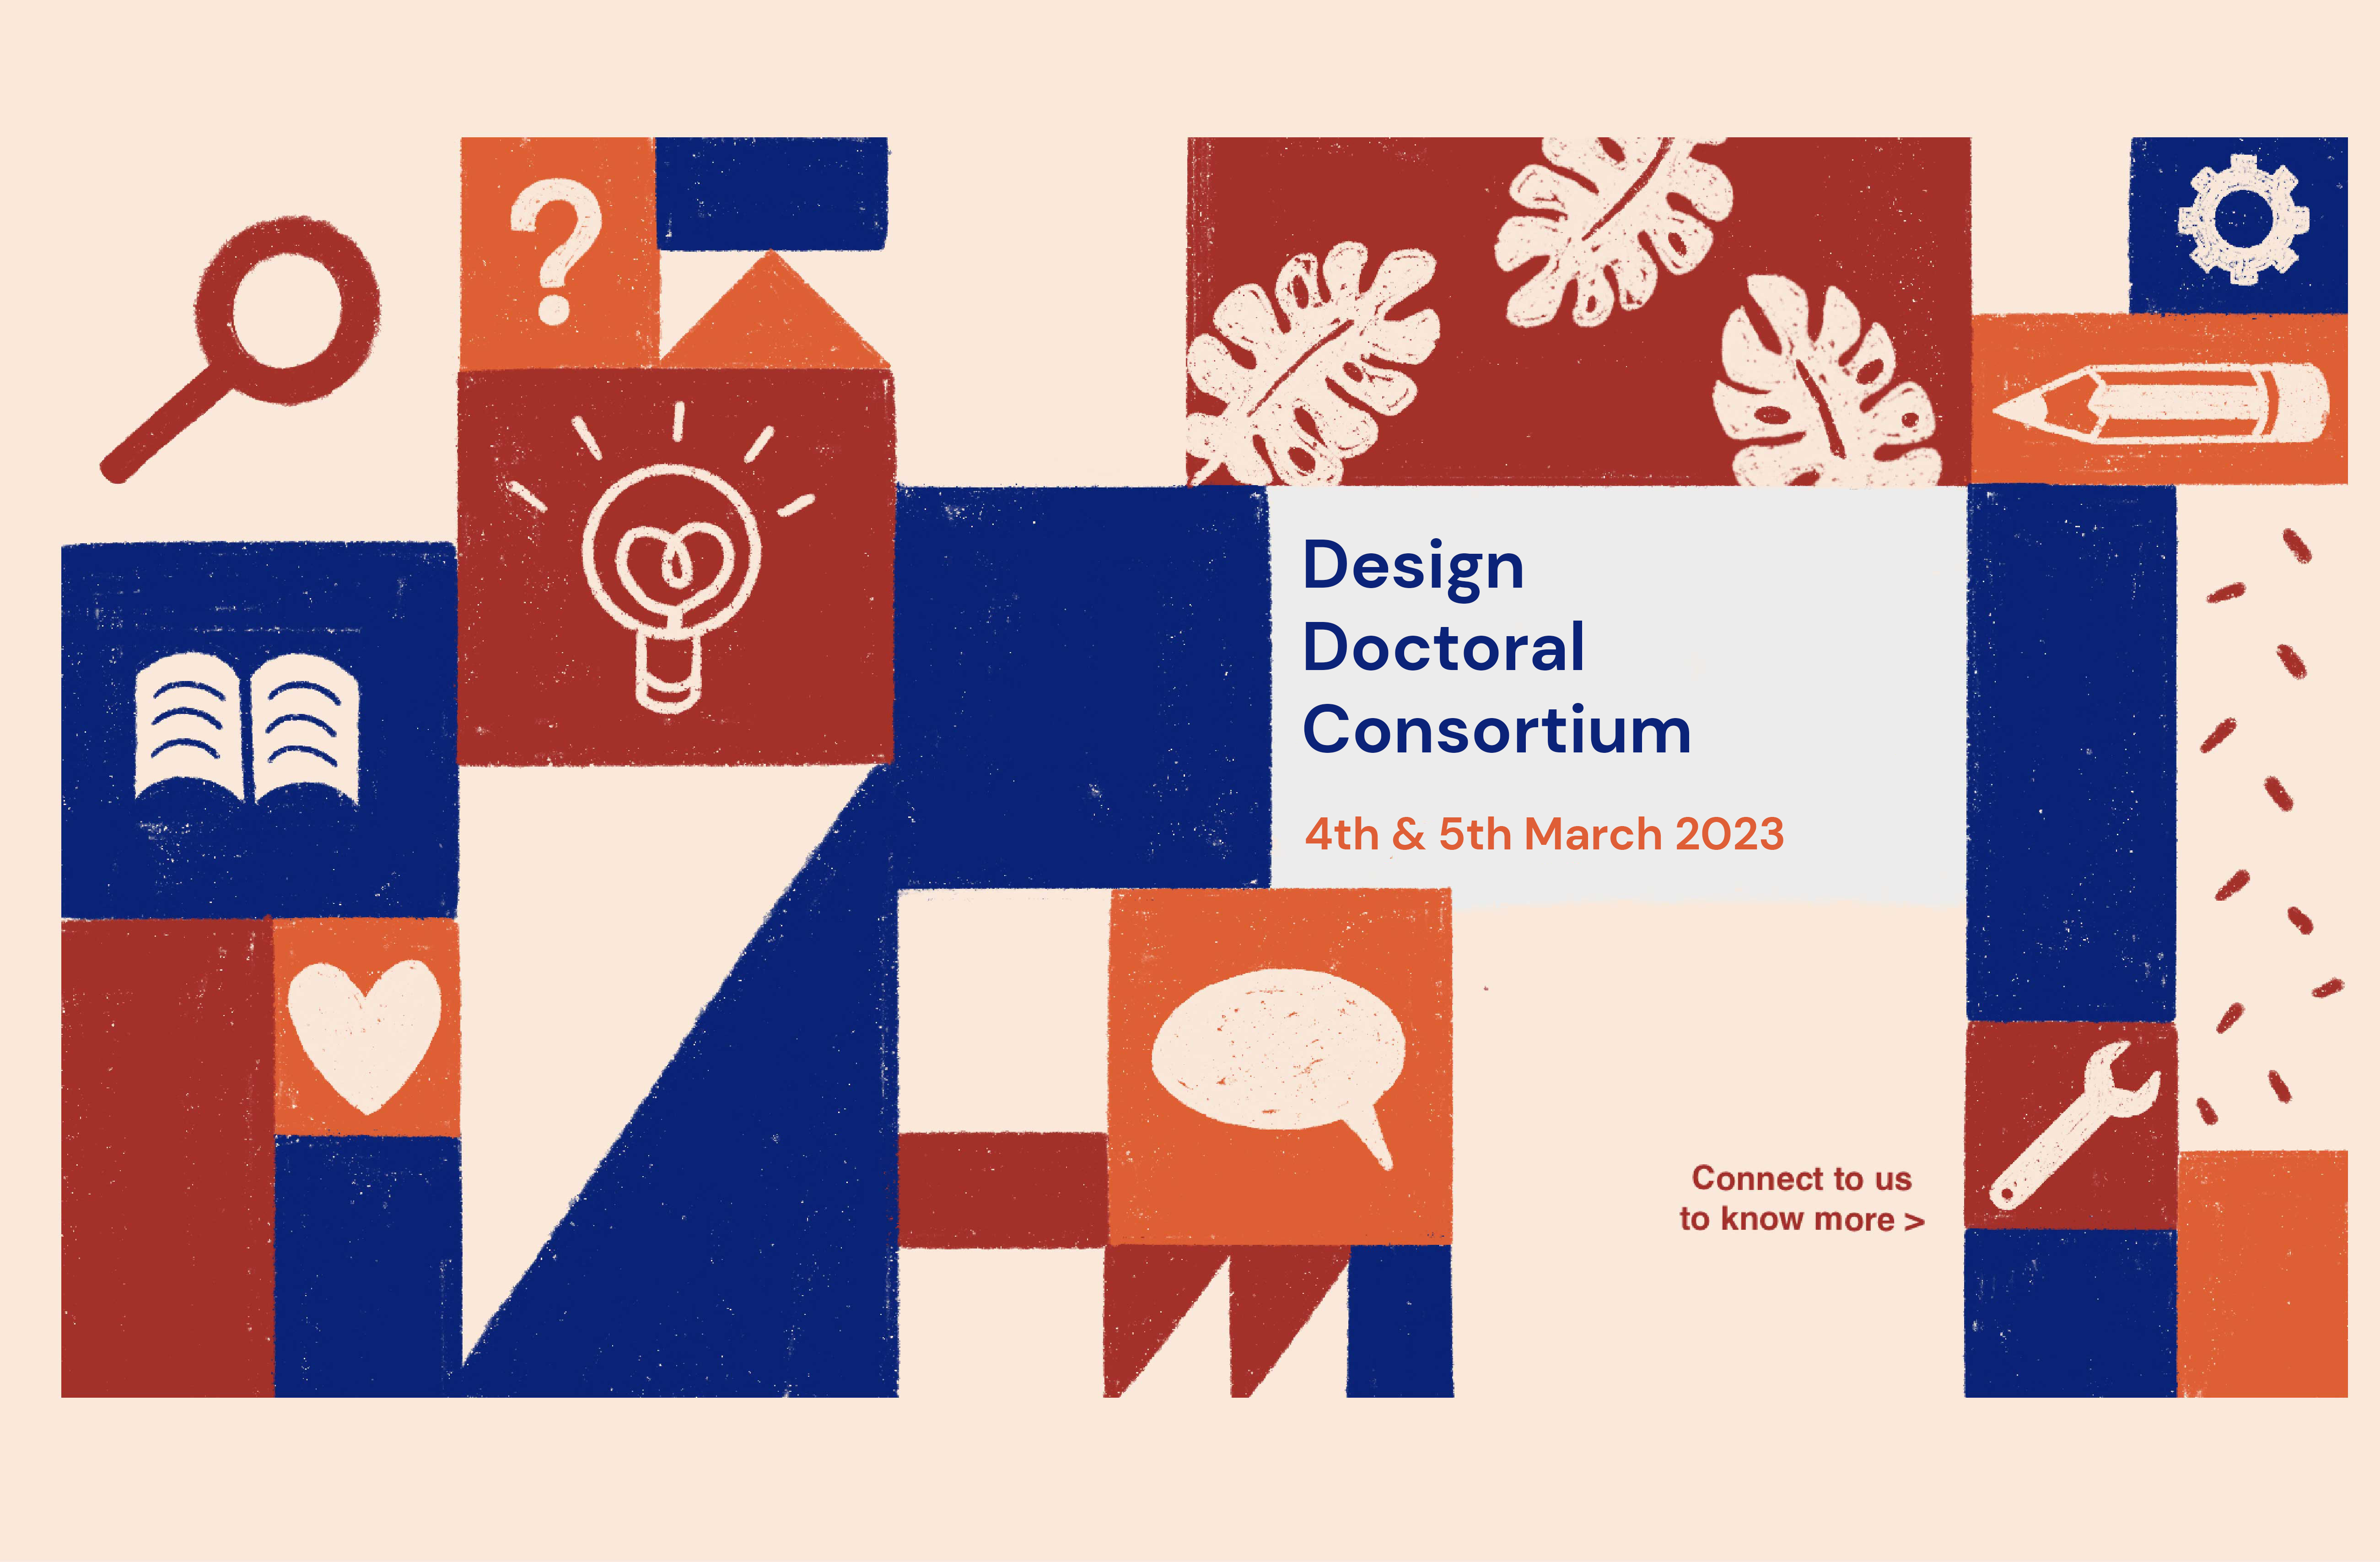 ?
Design
Doctoral
Consortium
4th & 5th March 2023
Connect to us
to know more >